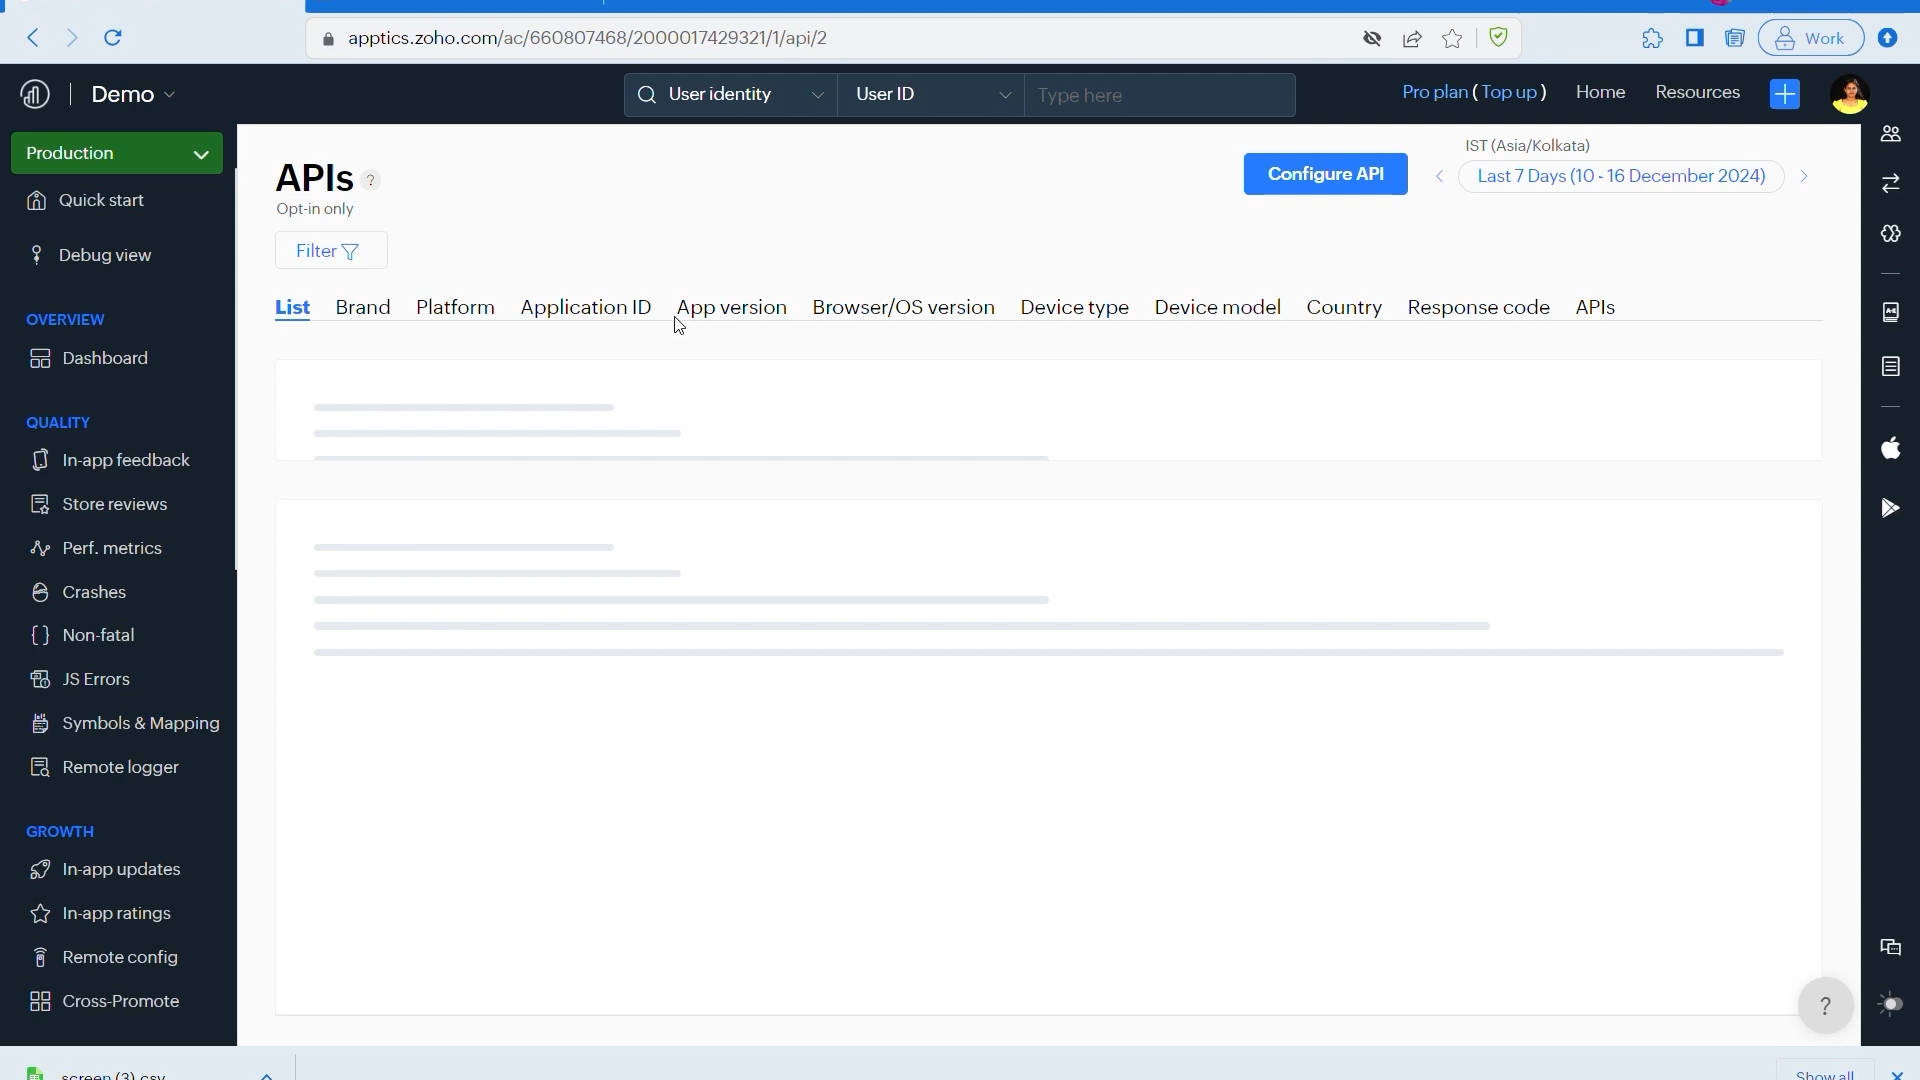 apptics.zoho.com/ac/660807468/2000017429321/1/api/2
Work
Demo
User identity
User ID
Type here
Pro plan ( Top up )
Home
Resources
Production
Quick start
Debug view
OVERVIEW
Dashboard
QUALITY
In-app feedback
Store reviews
Perf. metrics
Crashes
Non-fatal
JS Errors
Symbols & Mapping
Remote logger
GROWTH
In-app updates
In-app ratings
Remote config
Cross-Promote
APIs ?
Opt-in only
Configure API
IST (Asia/Kolkata)
Last 7 Days (10 - 16 December 2024)
Filter
List Brand Platform Application ID App version Browser/OS version Device type Device model Country Response code APIs
?
screen (3).csv
Show all